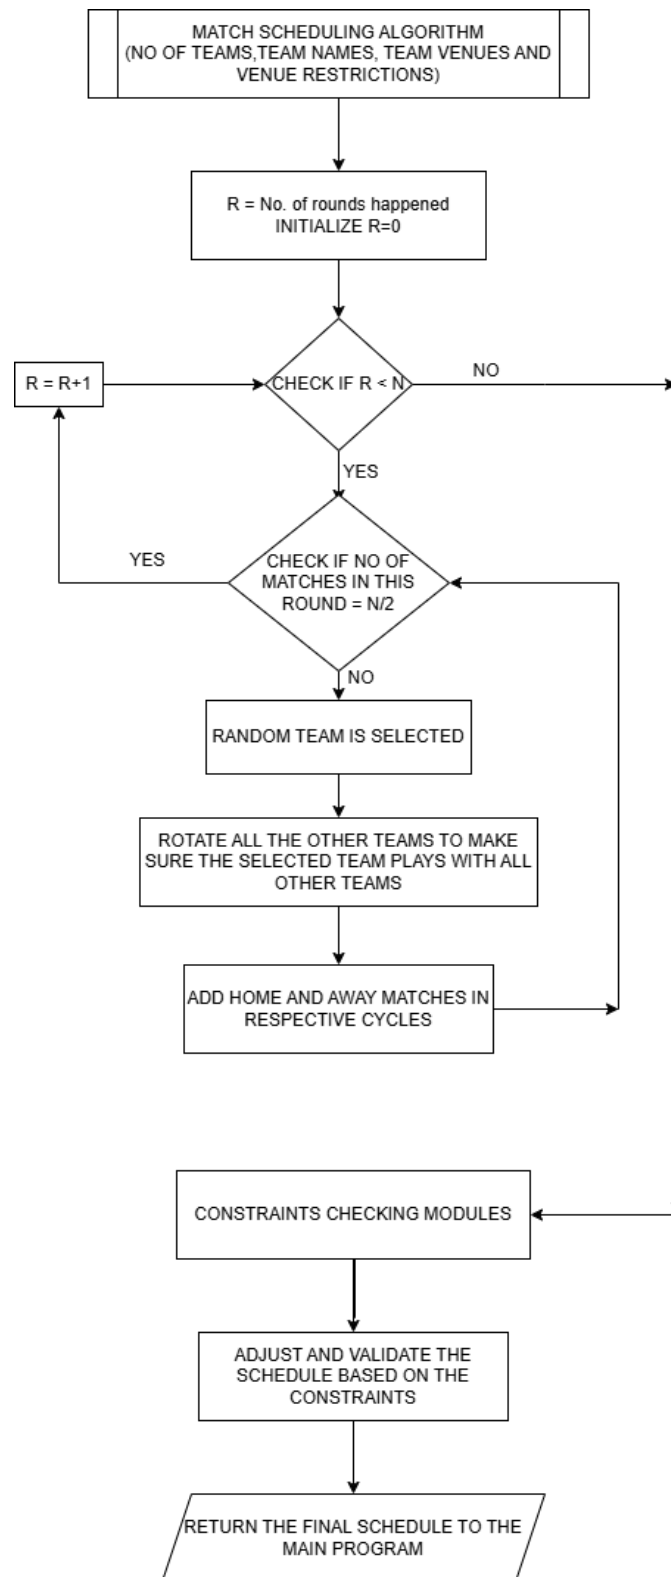 MATCH SCHEDULING ALGORITHM
(NO OF TEAMS,TEAM NAMES, TEAM VENUES AND
VENUE RESTRICTIONS)
R = No. of rounds happened
INITIALIZE R=0
R = R+1
CHECK IF R < N
NO
YES
YES
CHECK IF NO OF
MATCHES IN THIS
ROUND = N/2
NO
RANDOM TEAM IS SELECTED
ROTATE ALL THE OTHER TEAMS TO MAKE
SURE THE SELECTED TEAM PLAYS WITH ALL
OTHER TEAMS
ADD HOME AND AWAY MATCHES IN
RESPECTIVE CYCLES
CONSTRAINTS CHECKING MODULES
ADJUST AND VALIDATE THE
SCHEDULE BASED ON THE
CONSTRAINTS
RETURN THE FINAL SCHEDULE TO THE
MAIN PROGRAM